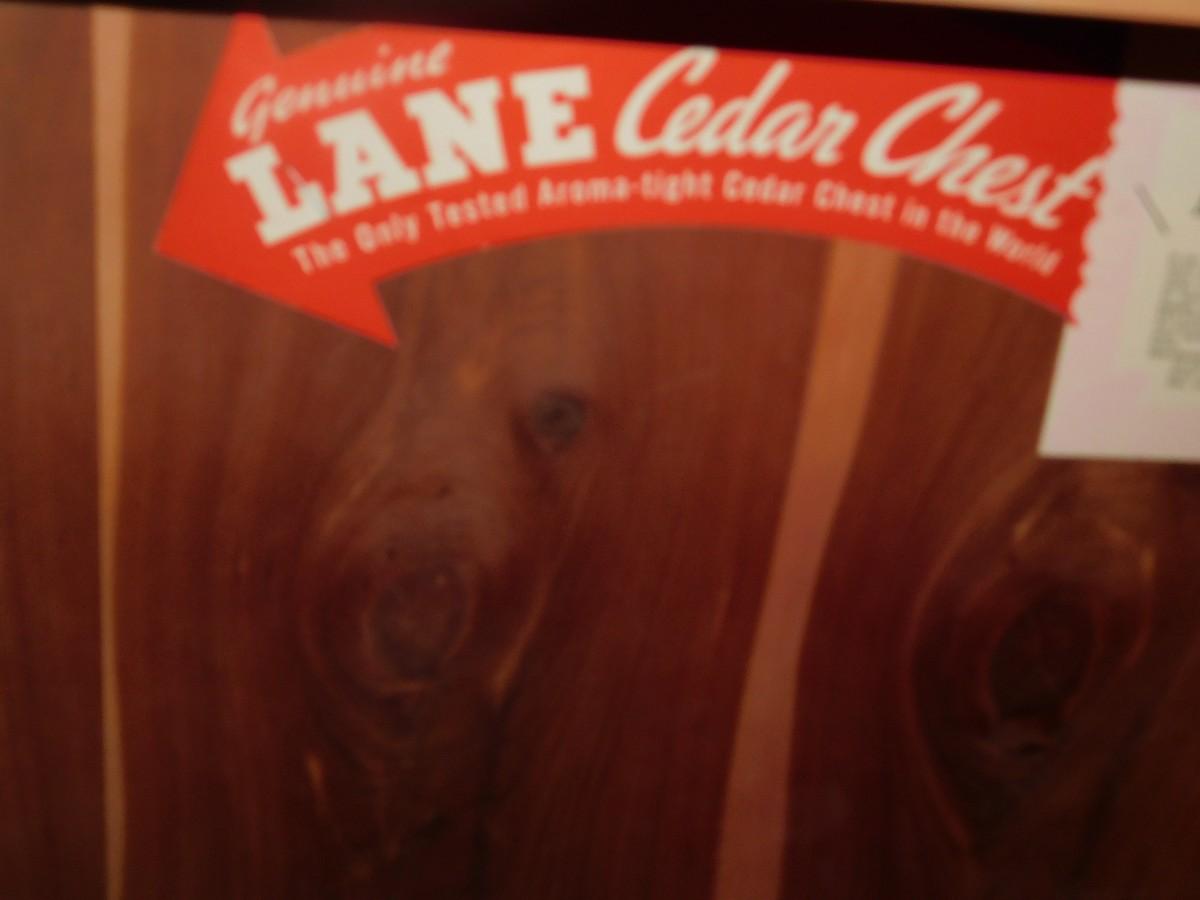 Genuine
LANE Cedar Chest
The Only Tested Aroma-tight Cedar Chest in the World